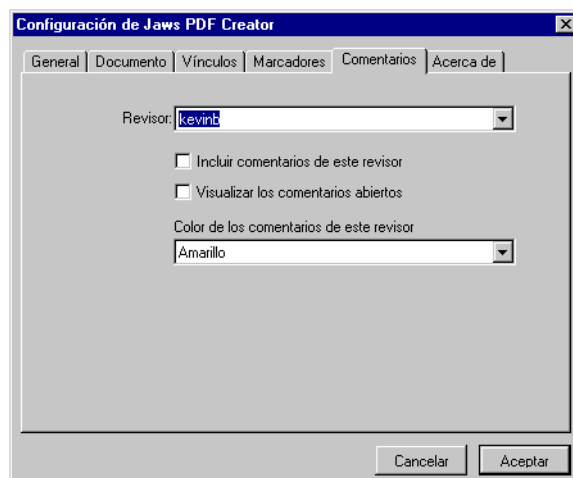 Configuración de Jaws PDF Creator
General Documento Vínculos Marcadores Comentarios Acerca de
Revisor: kevinb
Incluir comentarios de este revisor
Visualizar los comentarios abiertos
Color de los comentarios de este revisor
Amarillo
Cancelar Aceptar